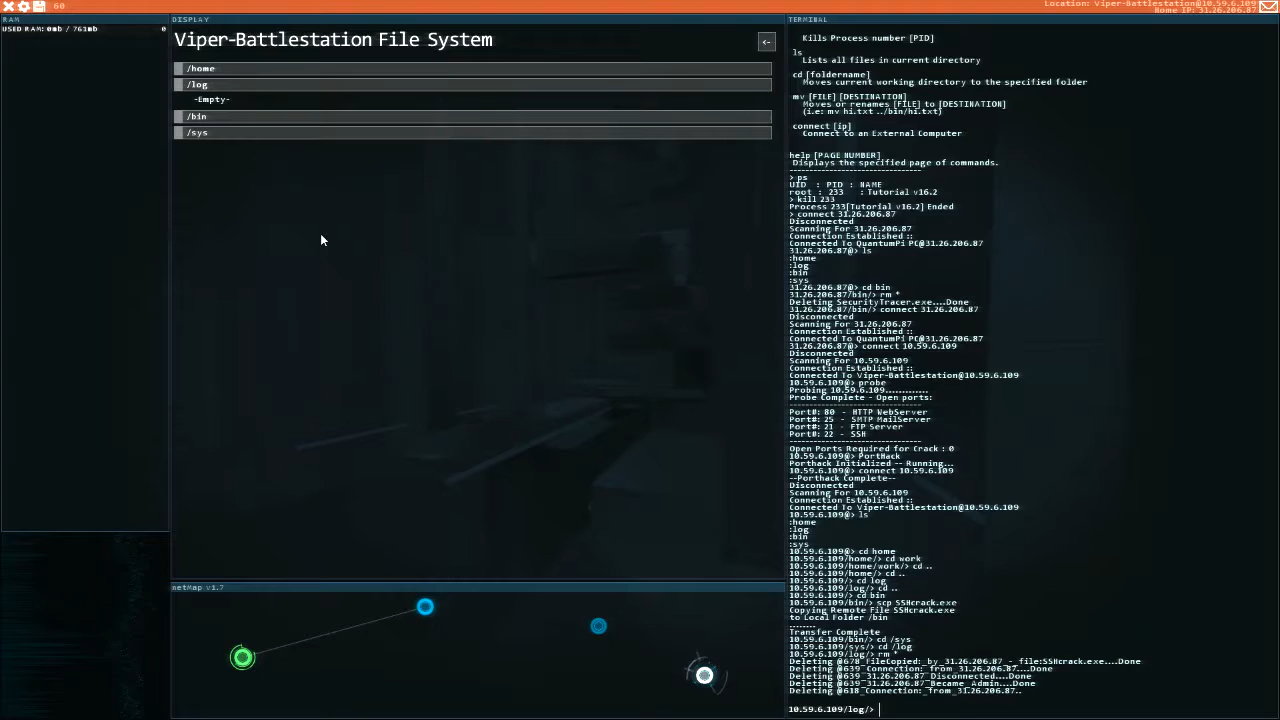 60
Location: Viper-Battlestation@10.59.6.109
Home IP: 31.26.206.87
RAM
USED RAM: 0mb / 761mb 0
DISPLAY
Viper-Battlestation File System
<-
/home
/log
-Empty-
/bin
/sys
netMap v1.7
TERMINAL
Kills Process number [PID]
ls
Lists all files in current directory
cd [foldername]
Moves current working directory to the specified folder
mv [FILE] [DESTINATION]
Moves or renames [FILE] to [DESTINATION]
(i.e: mv hi.txt ../bin/hi.txt)
connect [ip]
Connect to an External Computer
help [PAGE NUMBER]
Displays the specified page of commands.
---------------------------------
> ps
UID : PID : NAME
root : 233 : Tutorial v16.2
> kill 233
Process 233[Tutorial v16.2] Ended
> connect 31.26.206.87
Disconnected
Scanning For 31.26.206.87
Connection Established ::
Connected To QuantumPi PC@31.26.206.87
31.26.206.87@> ls
:home
:log
:bin
:sys
31.26.206.87@> cd bin
31.26.206.87/bin/> rm *
Deleting SecurityTracer.exe....Done
31.26.206.87/bin/> connect 31.26.206.87
Disconnected
Scanning For 31.26.206.87
Connection Established ::
Connected To QuantumPi PC@31.26.206.87
31.26.206.87@> connect 10.59.6.109
Disconnected
Scanning For 10.59.6.109
Connection Established ::
Connected To Viper-Battlestation@10.59.6.109
10.59.6.109@> probe
Probing 10.59.6.109.............
Probe Complete - Open ports:
---------------------------------
Port#: 80 - HTTP WebServer
Port#: 25 - SMTP MailServer
Port#: 21 - FTP Server
Port#: 22 - SSH
---------------------------------
Open Ports Required for Crack : 0
10.59.6.109@> PortHack
Porthack Initialized -- Running...
10.59.6.109@> connect 10.59.6.109
--Porthack Complete--
Disconnected
Scanning For 10.59.6.109
Connection Established ::
Connected To Viper-Battlestation@10.59.6.109
10.59.6.109@> ls
:home
:log
:bin
:sys
10.59.6.109@> cd home
10.59.6.109/home/> cd work
10.59.6.109/home/work/> cd ..
10.59.6.109/home/> cd ..
10.59.6.109/> cd log
10.59.6.109/log/> cd ..
10.59.6.109/> cd bin
10.59.6.109/bin/> scp SSHcrack.exe
Copying Remote File SSHcrack.exe
to Local Folder /bin
........
Transfer Complete
10.59.6.109/bin/> cd /sys
10.59.6.109/sys/> cd /log
10.59.6.109/log/> rm *
Deleting @678_FileCopied:_by_31.26.206.87_-_file:SSHcrack.exe....Done
Deleting @639_Connection:_from_31.26.206.87....Done
Deleting @639_31.26.206.87_Disconnected....Done
Deleting @639_31.26.206.87_Became_Admin....Done
Deleting @618_Connection:_from_31.26.206.87..
10.59.6.109/log/>